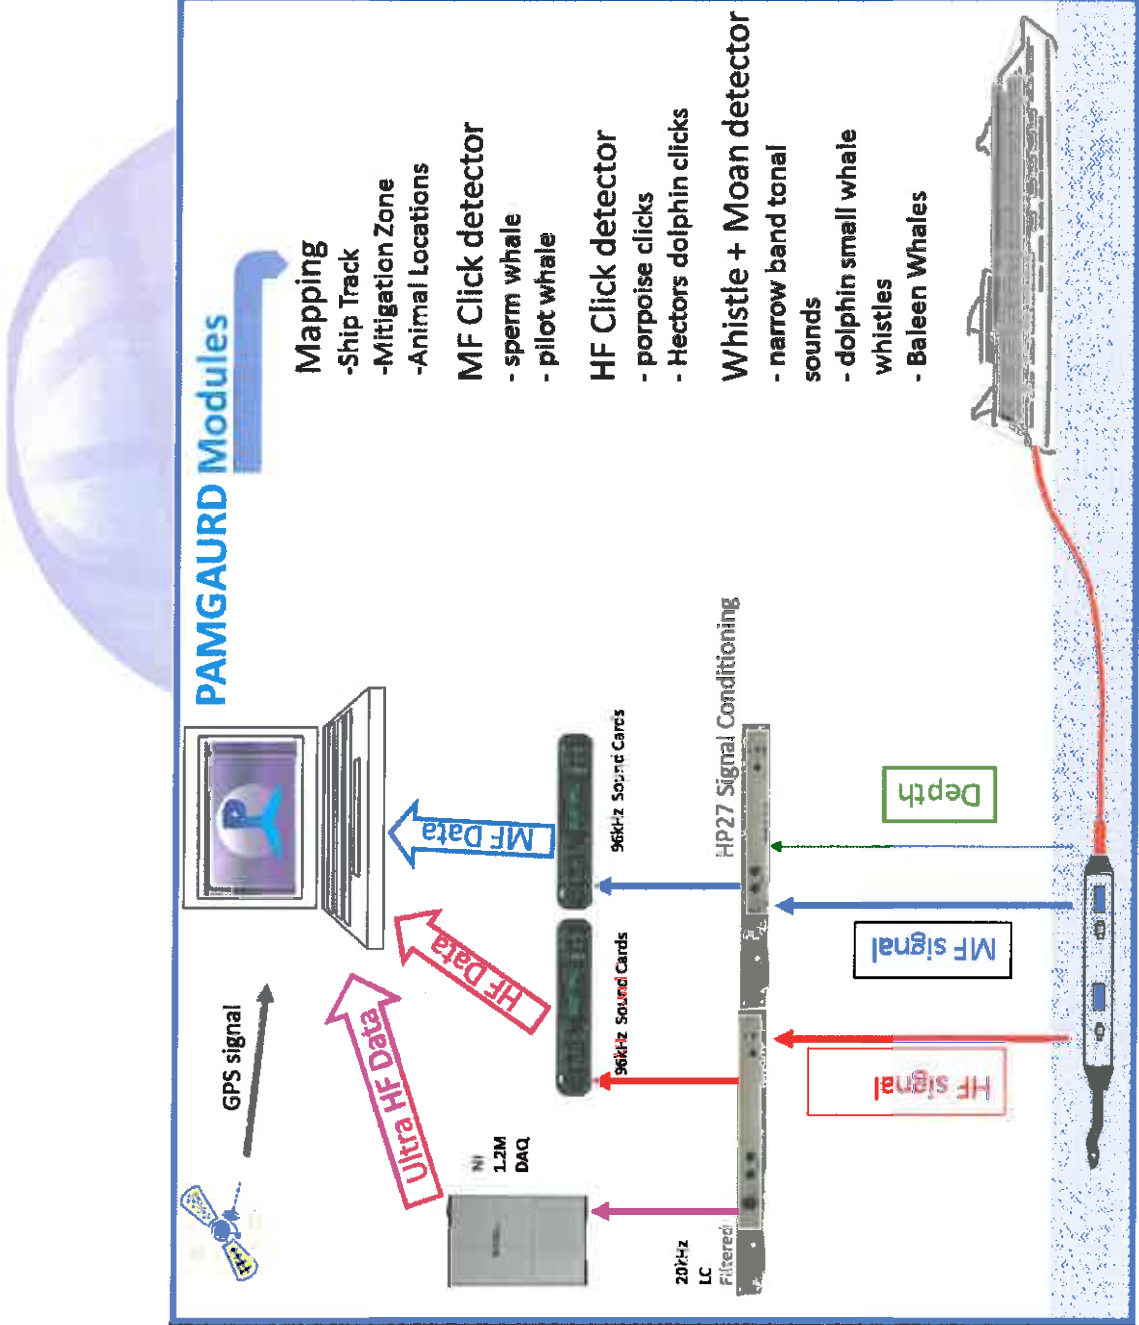 PAMGAURD Modules
Mapping
-Ship Track
-Mitigation Zone
-Animal Locations
MF Click detector
- sperm whale
- pilot whale
HF Click detector
- porpoise clicks
- Hectors dolphin clicks
Whistle + Moan detector
- narrow band tonal
sounds
- dolphin small whale
whistles
- Baleen Whales
GPS signal
P
Ultra HF Data
HF Data
MF Data
NI
1.2M
DAQ
96kHz Sound Cards
96kHz Sound Cards
20kHz
LC
Filtered
HP27 Signal Conditioning
HF signal
MF signal
Depth